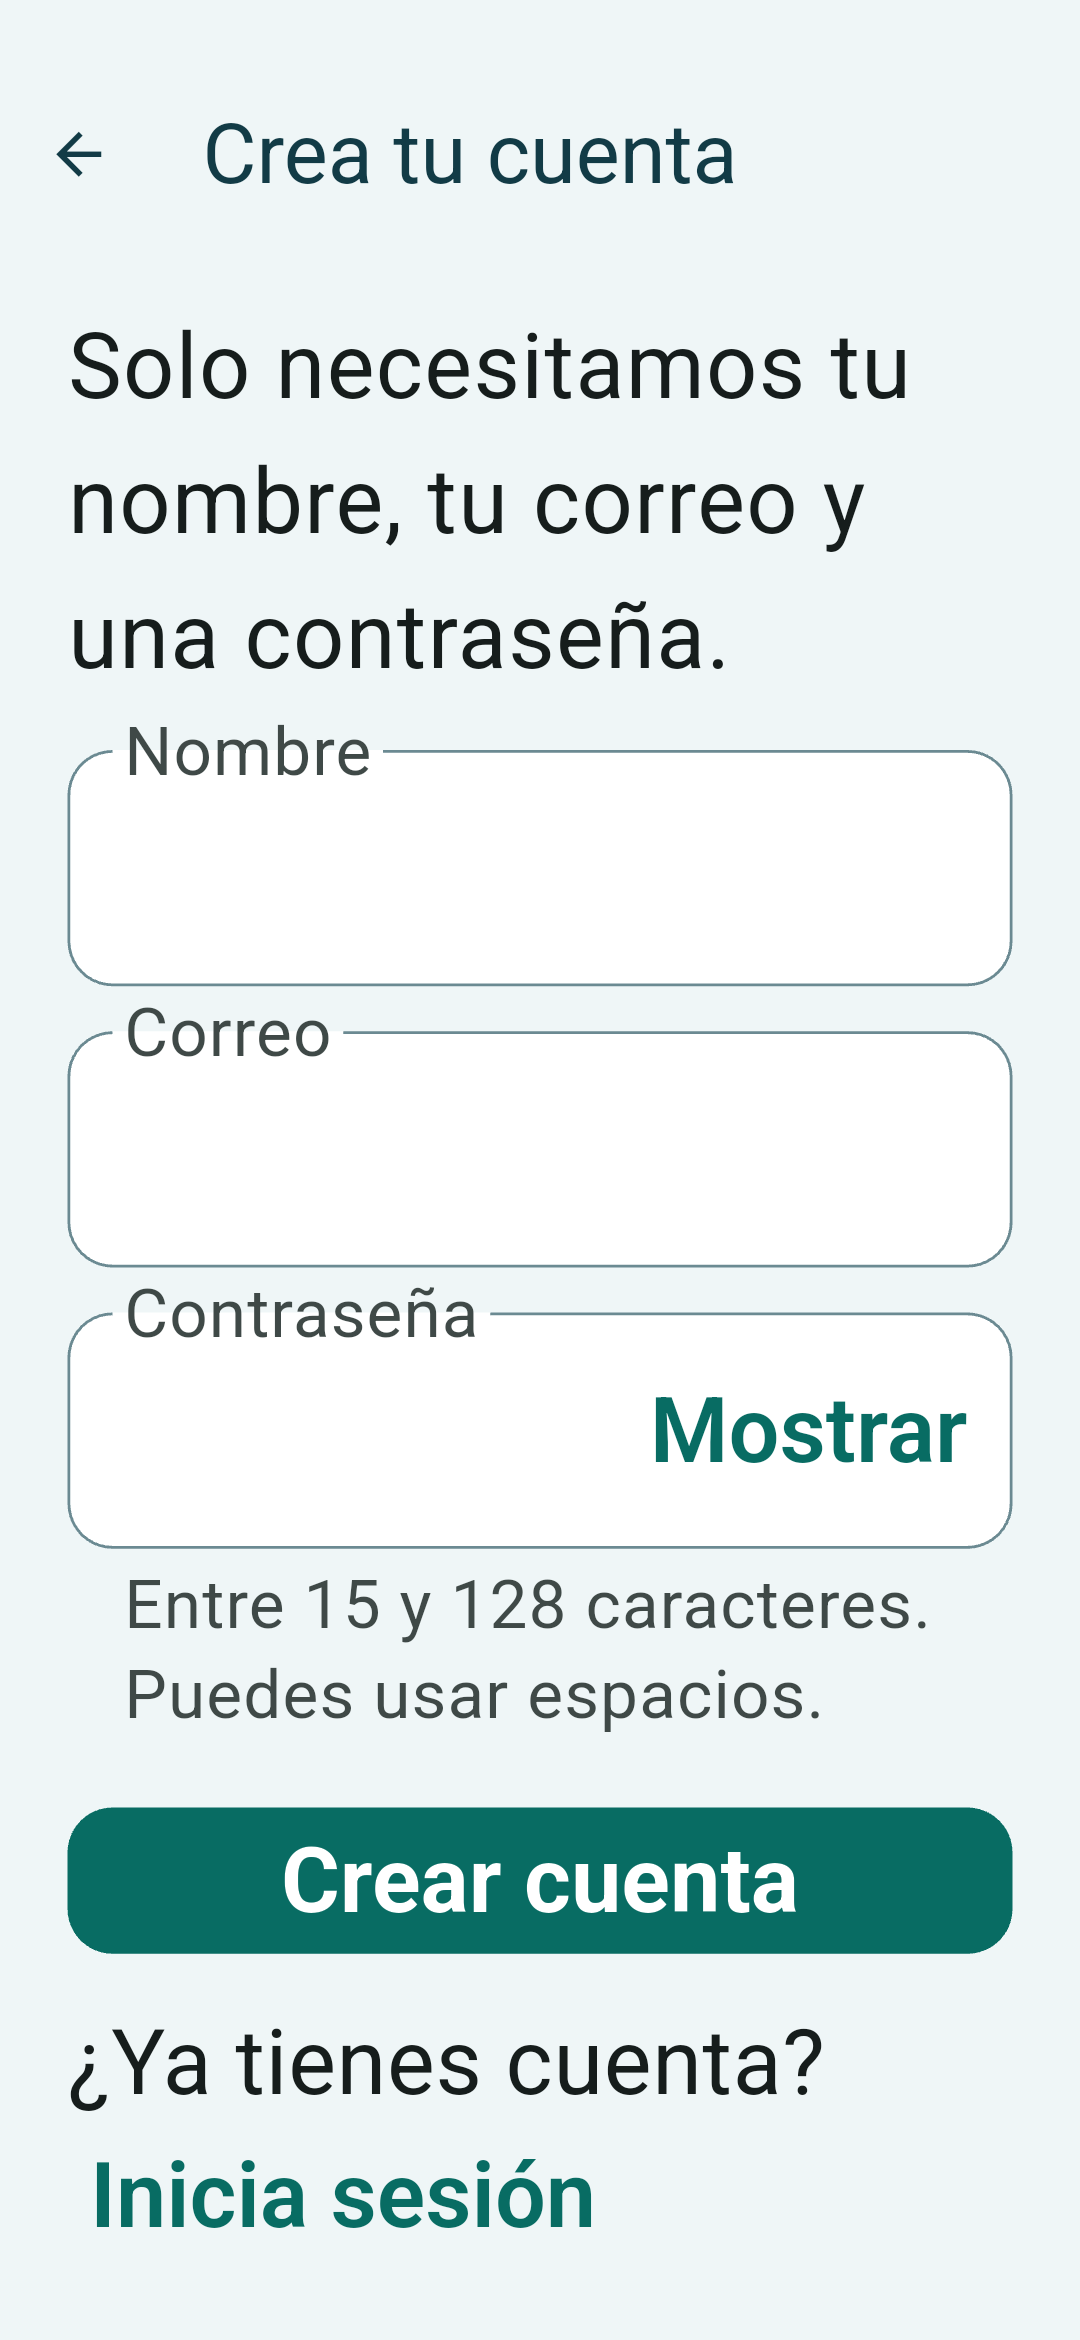 Crea tu cuenta
Solo necesitamos tu
nombre, tu correo y
una contraseña.
Nombre
Correo
Contraseña
Mostrar
Entre 15 y 128 caracteres.
Puedes usar espacios.
Crear cuenta
¿Ya tienes cuenta?
Inicia sesión